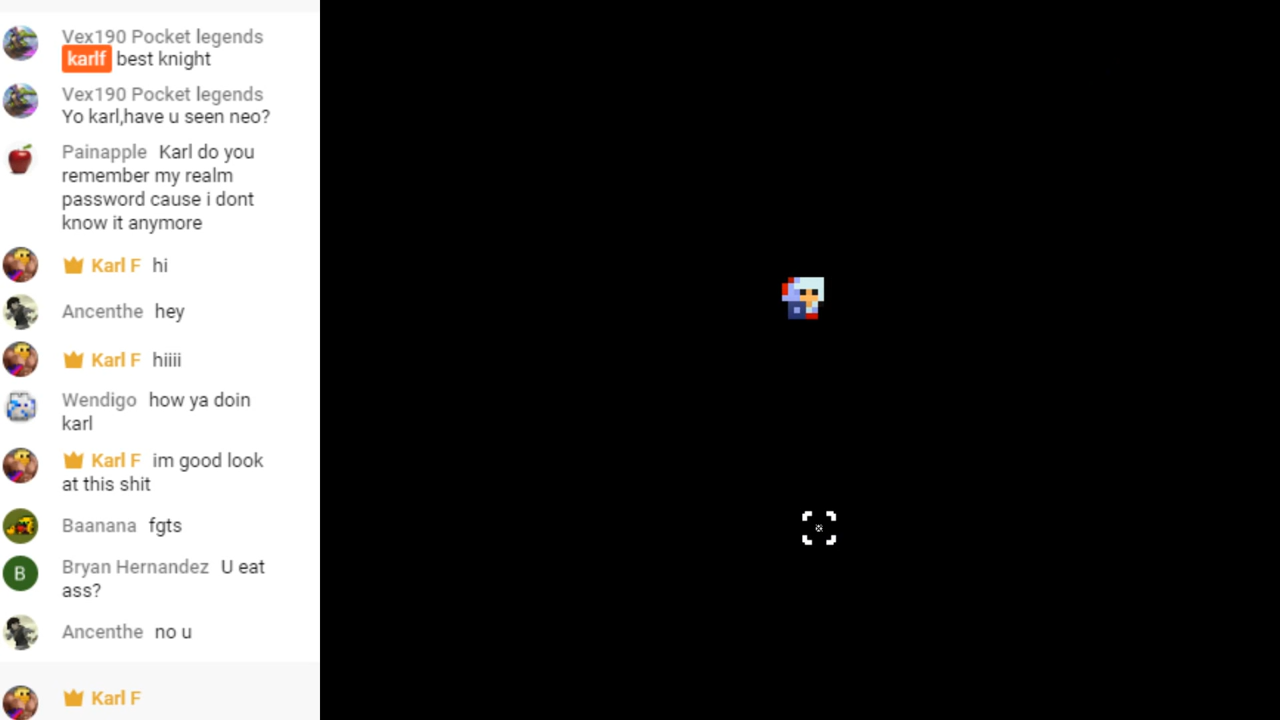 Vex190 Pocket legends
karlf best knight
Vex190 Pocket legends
Yo karl,have u seen neo?
Painapple Karl do you
remember my realm
password cause i dont
know it anymore
Karl F hi
Ancenthe hey
Karl F hiiii
Wendigo how ya doin
karl
Karl F im good look
at this shit
Baanana fgts
B Bryan Hernandez U eat
ass?
Ancenthe no u
Karl F